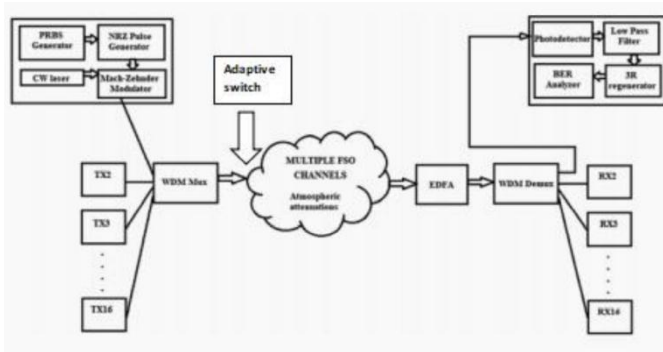 PRBS
Generator
NRZ Pulse
Generator
CW laser
Mach-Zehnder
Modulator
Adaptive
switch
Photodetector
Low Pass
Filter
BER
Analyzer
3R
regenerator
TX2
TX3
TX16
WDM Mux
MULTIPLE FSO
CHANNELS
Atmospheric
attenuations
EDFA
WDM Demux
RX2
RX3
RX16